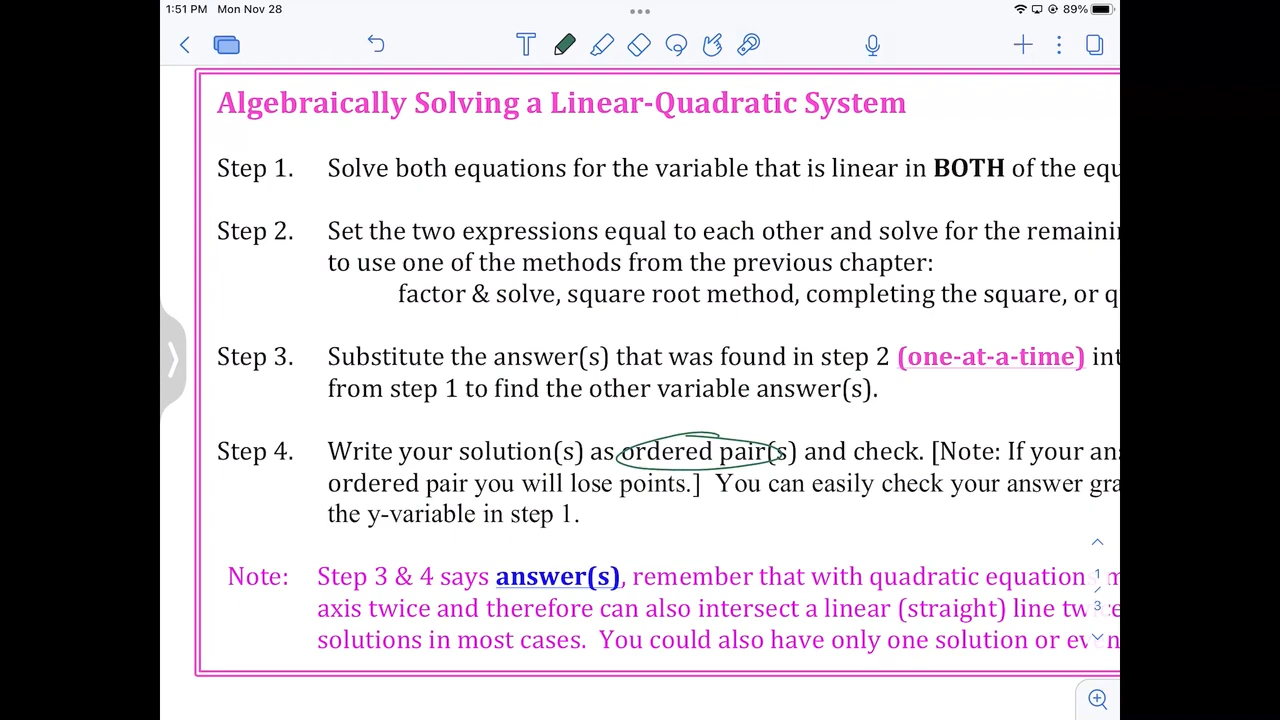 1:51 PM Mon Nov 28
89%
Algebraically Solving a Linear-Quadratic System
Step 1. Solve both equations for the variable that is linear in BOTH of the equ
Step 2. Set the two expressions equal to each other and solve for the remaini
to use one of the methods from the previous chapter:
factor & solve, square root method, completing the square, or q
Step 3. Substitute the answer(s) that was found in step 2 (one-at-a-time) int
from step 1 to find the other variable answer(s).
Step 4. Write your solution(s) as ordered pair(s) and check. [Note: If your ans
ordered pair you will lose points.] You can easily check your answer gra
the y-variable in step 1.
Note: Step 3 & 4 says answer(s), remember that with quadratic equations m
axis twice and therefore can also intersect a linear (straight) line twice
solutions in most cases. You could also have only one solution or even
1
/
3